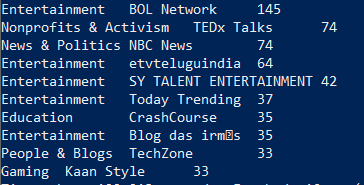 Entertainment BOL Network 145
Nonprofits & Activism TEDx Talks 74
News & Politics NBC News 74
Entertainment etvteluguindia 64
Entertainment SY TALENT ENTERTAINMENT 42
Entertainment Today Trending 37
Education CrashCourse 35
Entertainment Blog das irm�s 35
People & Blogs TechZone 33
Gaming Kaan Style 33